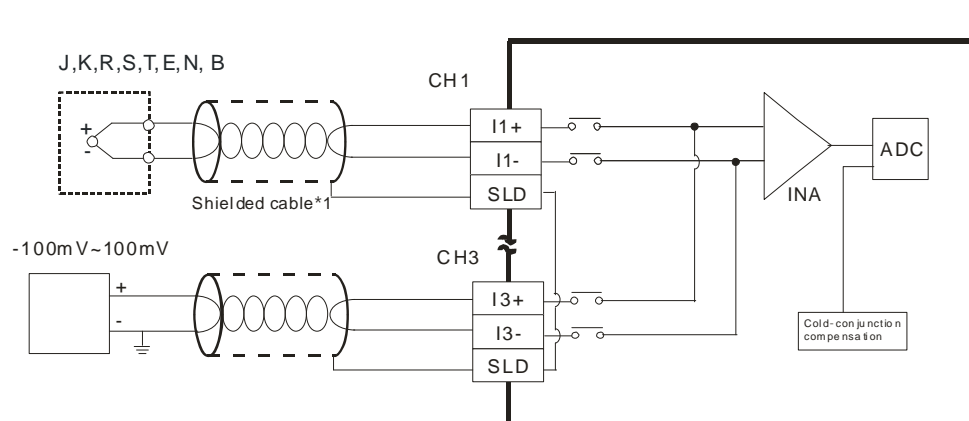 J,K,R,S,T,E,N, B
CH1
+
-
I1+
I1-
SLD
Shielded cable*1
INA
ADC
-100mV~100mV
CH3
+
-
I3+
I3-
SLD
Cold-conjunction
compensation